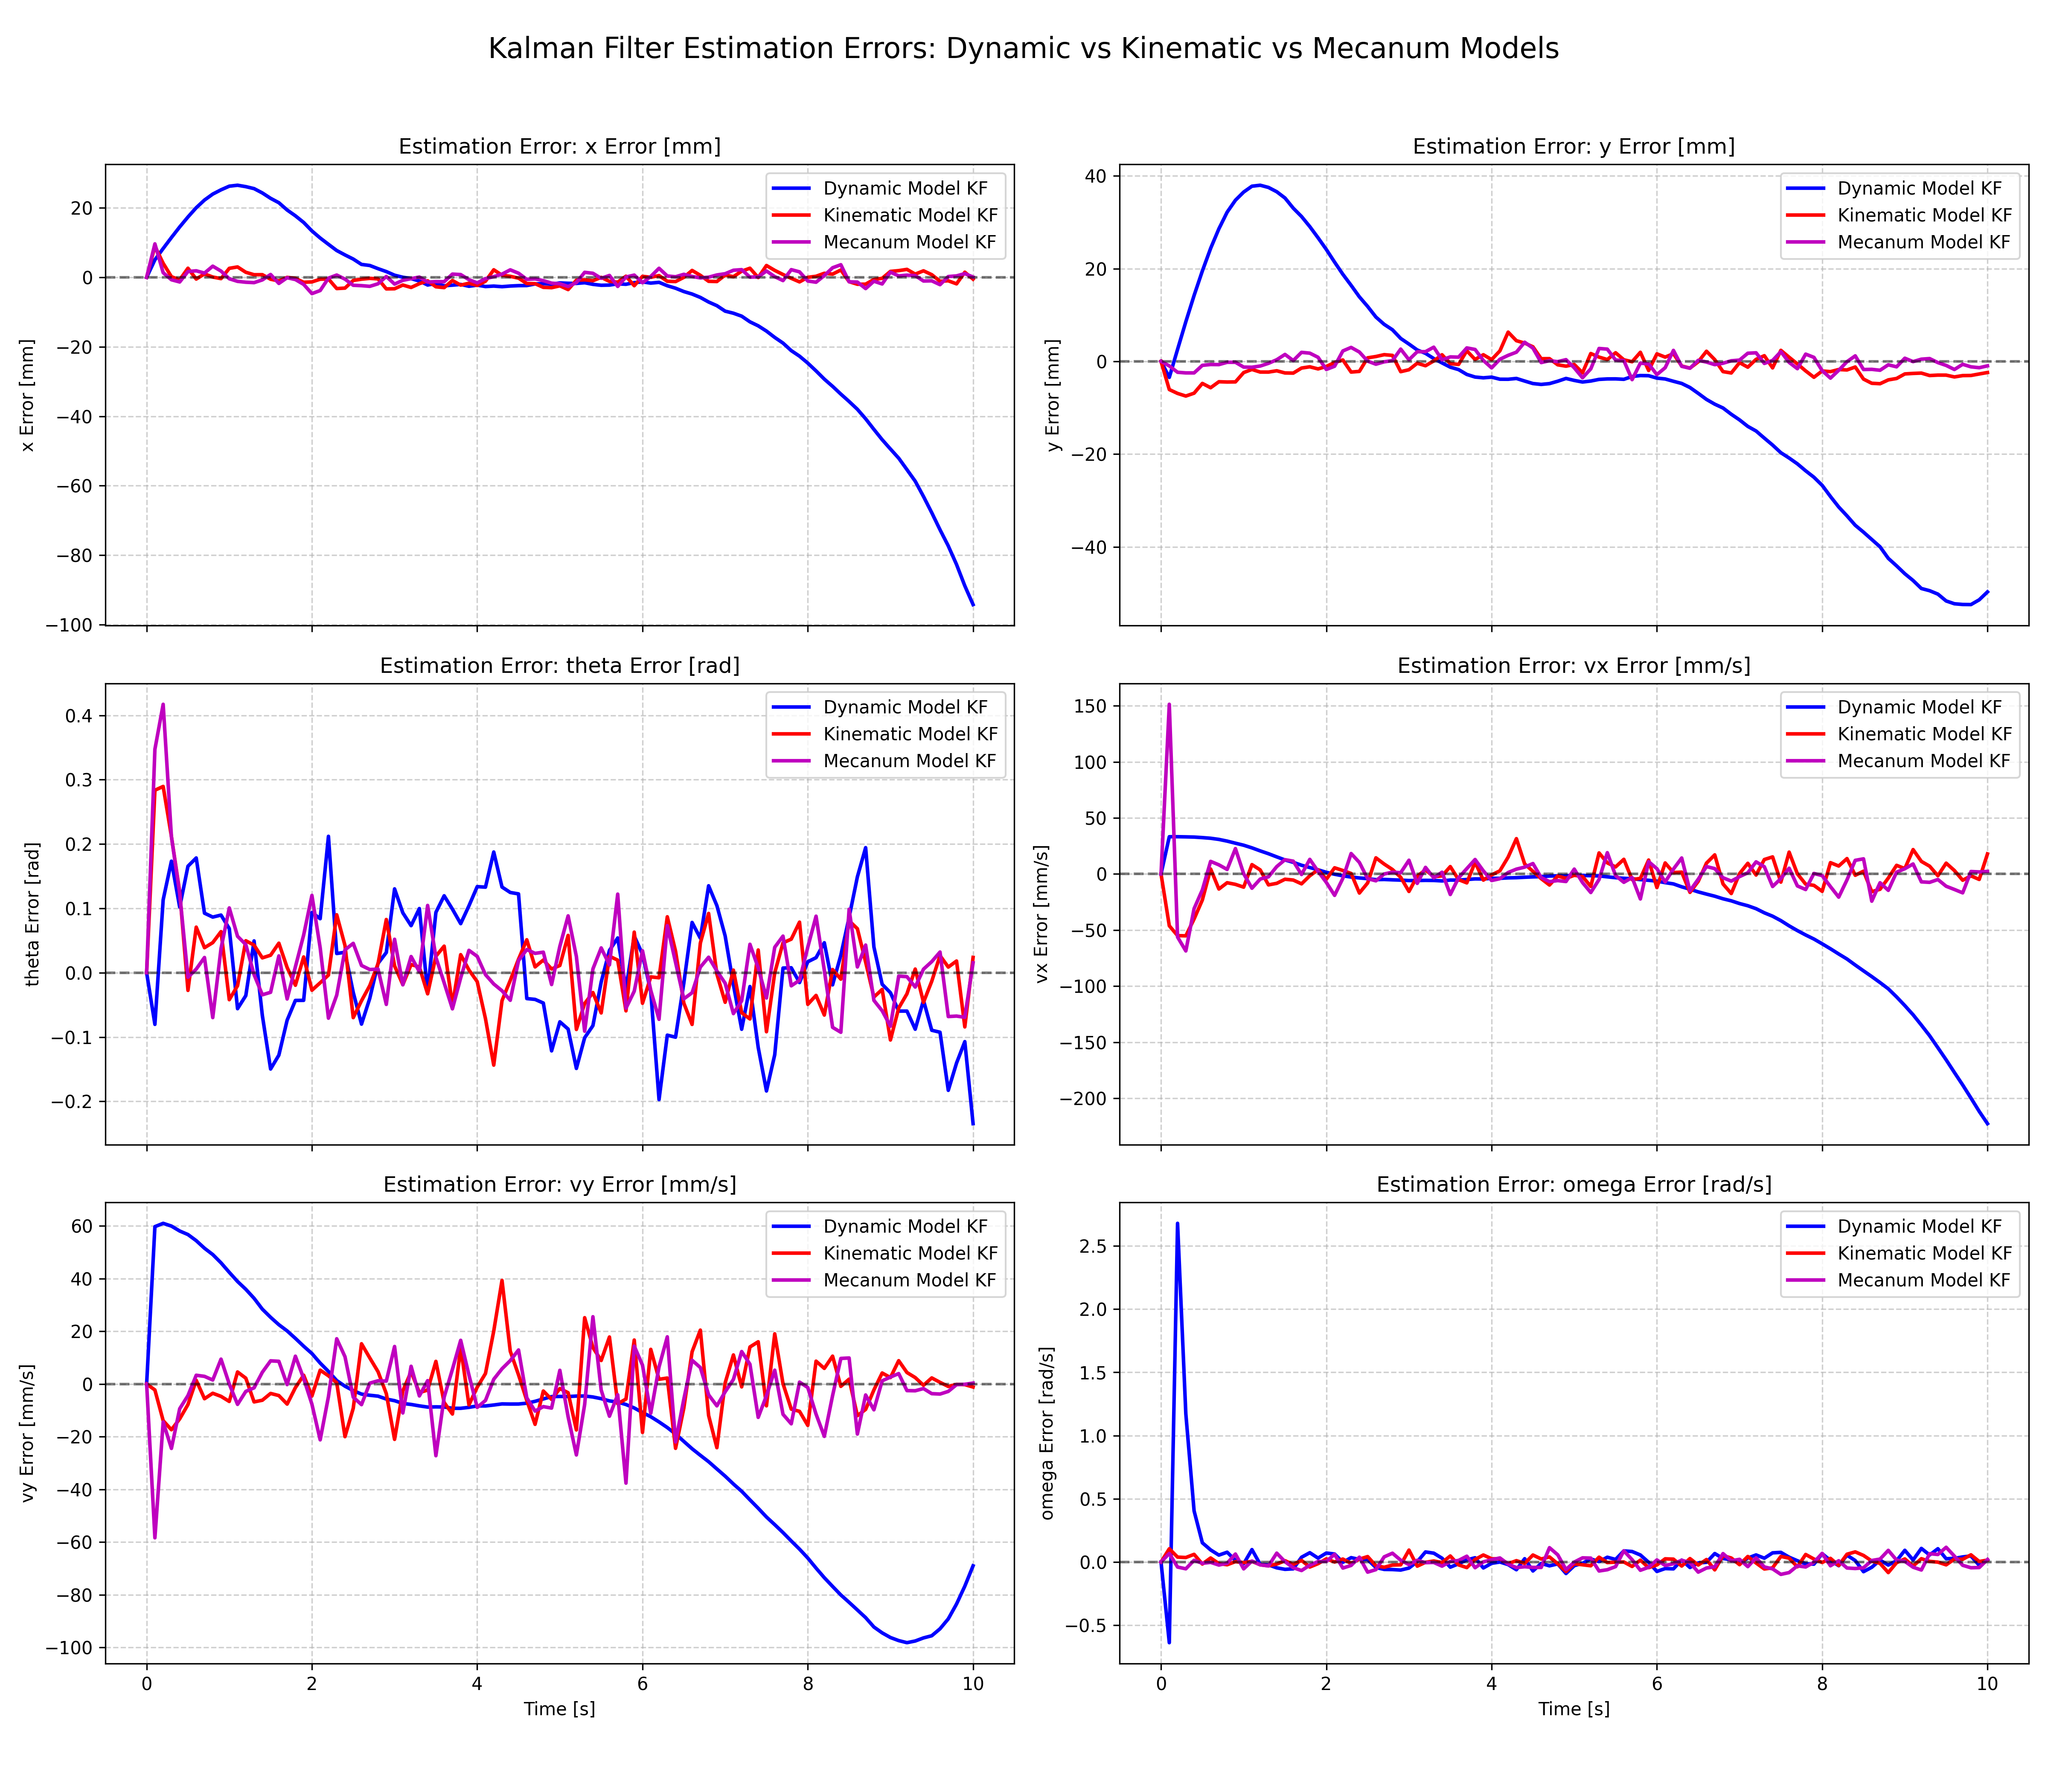 Kalman Filter Estimation Errors: Dynamic vs Kinematic vs Mecanum Models
Estimation Error: x Error [mm]
x Error [mm]
20
0
−20
−40
−60
−80
−100
Dynamic Model KF
Kinematic Model KF
Mecanum Model KF
Estimation Error: y Error [mm]
y Error [mm]
40
20
0
−20
−40
Dynamic Model KF
Kinematic Model KF
Mecanum Model KF
Estimation Error: theta Error [rad]
theta Error [rad]
0.4
0.3
0.2
0.1
0.0
−0.1
−0.2
Dynamic Model KF
Kinematic Model KF
Mecanum Model KF
Estimation Error: vx Error [mm/s]
vx Error [mm/s]
150
100
50
0
−50
−100
−150
−200
Dynamic Model KF
Kinematic Model KF
Mecanum Model KF
Estimation Error: vy Error [mm/s]
vy Error [mm/s]
60
40
20
0
−20
−40
−60
−80
−100
Dynamic Model KF
Kinematic Model KF
Mecanum Model KF
0 2 4 6 8 10
Time [s]
Estimation Error: omega Error [rad/s]
omega Error [rad/s]
2.5
2.0
1.5
1.0
0.5
0.0
−0.5
Dynamic Model KF
Kinematic Model KF
Mecanum Model KF
0 2 4 6 8 10
Time [s]